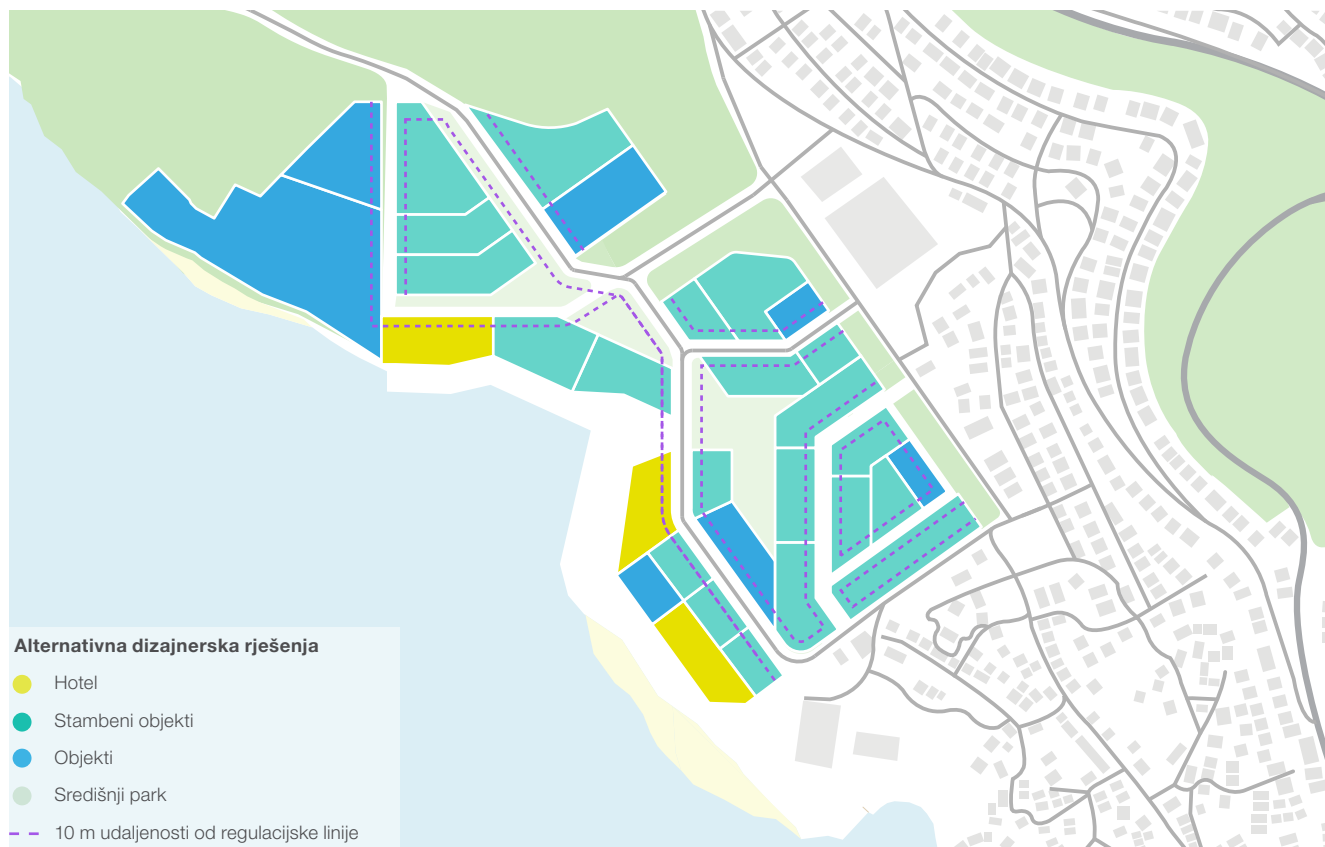 Alternativna dizajnerska rješenja
Hotel
Stambeni objekti
Objekti
Središnji park
10 m udaljenosti od regulacijske linije